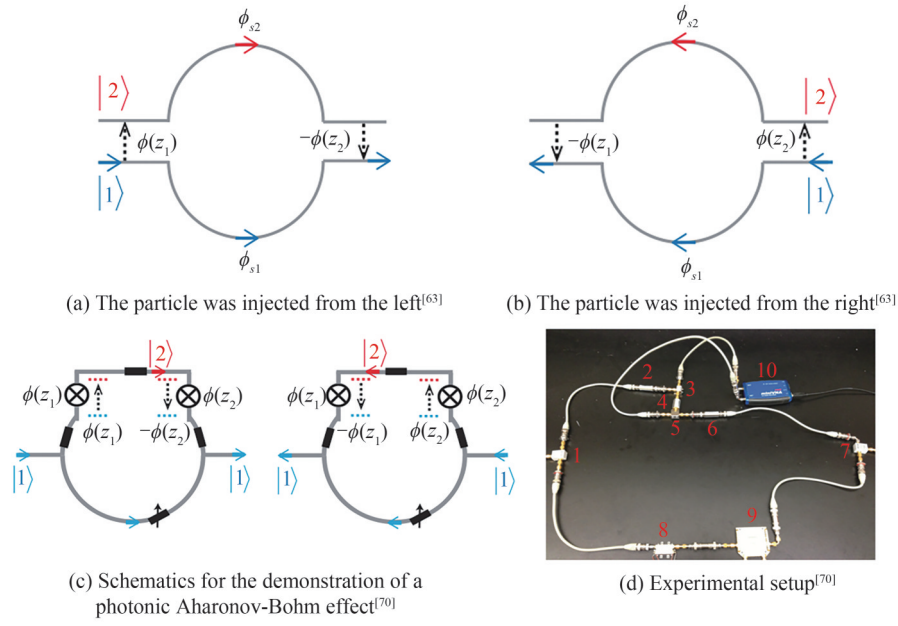 ϕs2
|2⟩
ϕ(z1)
−ϕ(z2)
|1⟩
ϕs1
(a) The particle was injected from the left[63]
ϕs2
|2⟩
−ϕ(z1)
ϕ(z2)
|1⟩
ϕs1
(b) The particle was injected from the right[63]
|2⟩
ϕ(z1)
ϕ(z2)
ϕ(z1)
−ϕ(z2)
|1⟩
|1⟩
|2⟩
ϕ(z1)
ϕ(z2)
−ϕ(z1)
ϕ(z2)
|1⟩
|1⟩
(c) Schematics for the demonstration of a
photonic Aharonov-Bohm effect[70]
2
3
10
4
5
6
1
7
8
9
(d) Experimental setup[70]